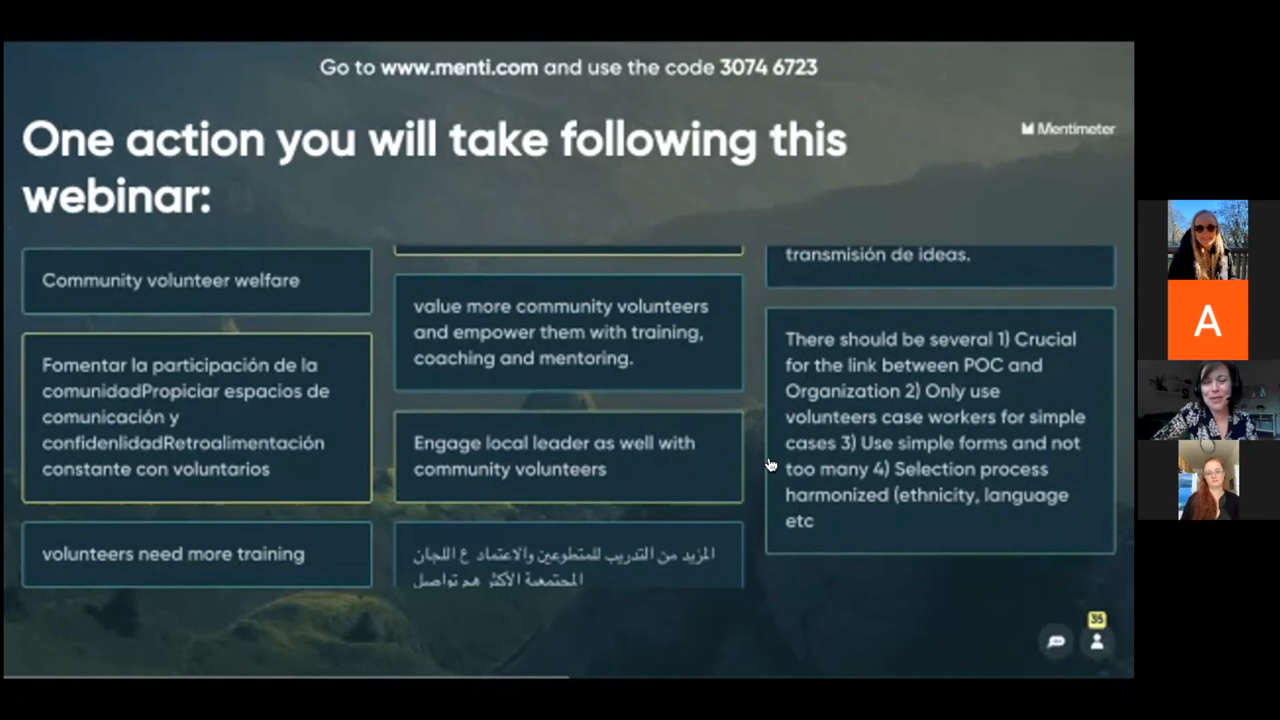 Go to www.menti.com and use the code 3074 6723
Mentimeter
One action you will take following this
webinar:
Community volunteer welfare
Fomentar la participación de la
comunidadPropiciar espacios de
comunicación y
confidenlidadRetroalimentación
constante con voluntarios
volunteers need more training
value more community volunteers
and empower them with training,
coaching and mentoring.
Engage local leader as well with
community volunteers
المزيد من التدريب للمتطوعين والاعتماد ع اللجان
المجتمعية الأكثر هم تواصل
transmisión de ideas.
There should be several 1) Crucial
for the link between POC and
Organization 2) Only use
volunteers case workers for simple
cases 3) Use simple forms and not
too many 4) Selection process
harmonized (ethnicity, language
etc
35
A